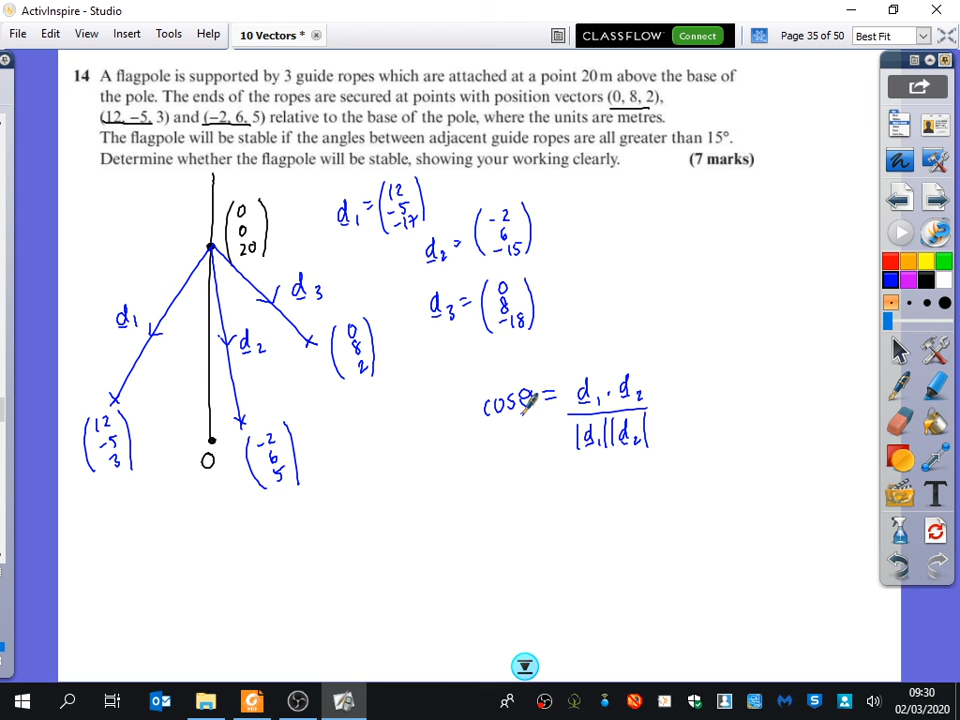 ActivInspire - Studio
File Edit View Insert Tools Help
10 Vectors *
CLASSFLOW Connect
Page 35 of 50
Best Fit
14 A flagpole is supported by 3 guide ropes which are attached at a point 20 m above the base of
the pole. The ends of the ropes are secured at points with position vectors (0, 8, 2),
(12, −5, 3) and (−2, 6, 5) relative to the base of the pole, where the units are metres.
The flagpole will be stable if the angles between adjacent guide ropes are all greater than 15°.
Determine whether the flagpole will be stable, showing your working clearly. (7 marks)
0
0
20
d1 =
12
-5
-17
d2 =
-2
6
-15
d3 =
0
8
-18
d1
d2
d3
0
8
2
12
-5
3
O
-2
6
5
cosθ = d1 . d2
|d1||d2|
T
09:30
02/03/2020